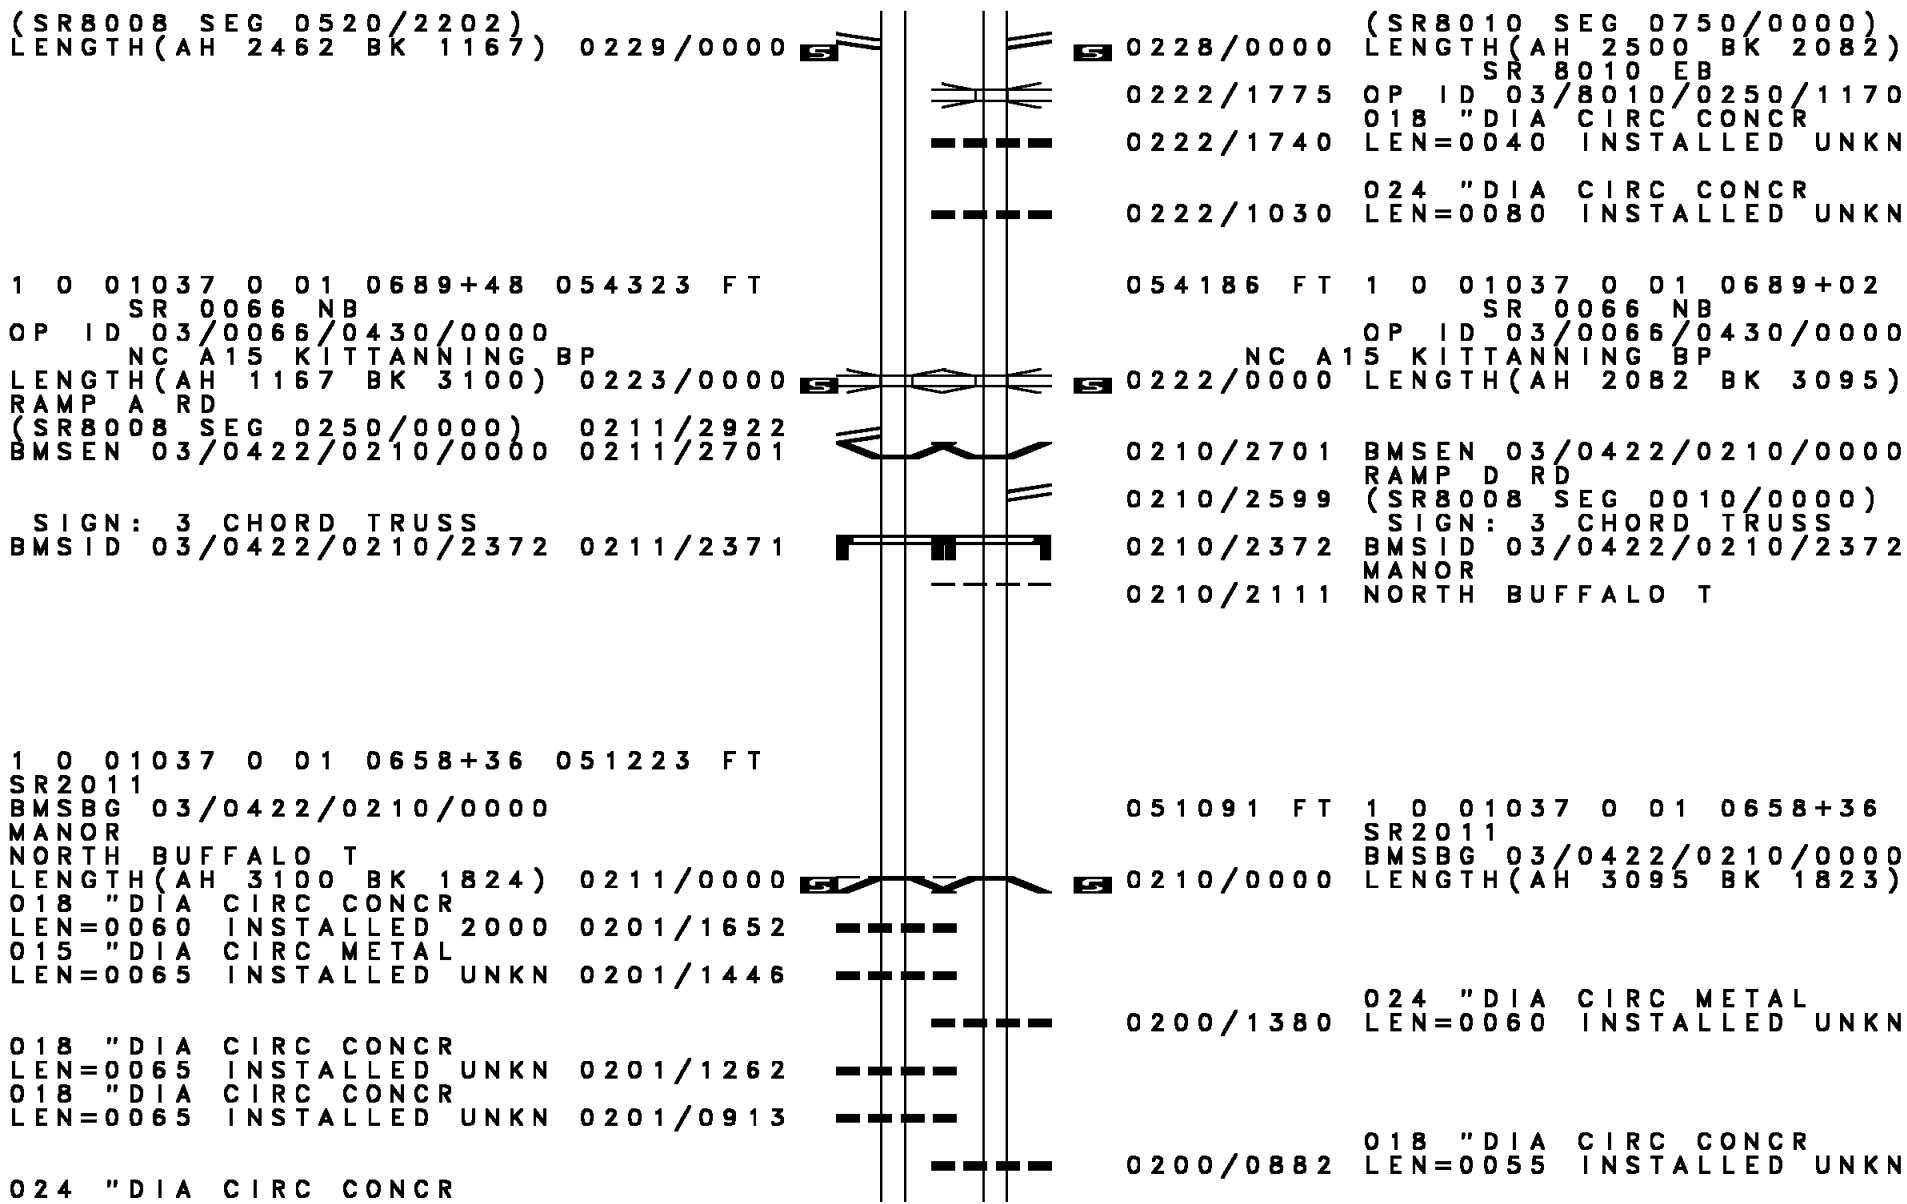 (SR8008 SEG 0520/2202)
LENGTH(AH 2462 BK 1167) 0229/0000 S
1 0 01037 0 01 0689+48 054323 FT
SR 0066 NB
OP ID 03/0066/0430/0000
NC A15 KITTANNING BP
LENGTH(AH 1167 BK 3100) 0223/0000 S
RAMP A RD
(SR8008 SEG 0250/0000) 0211/2922
BMSEN 03/0422/0210/0000 0211/2701
SIGN: 3 CHORD TRUSS
BMSID 03/0422/0210/2372 0211/2371
1 0 01037 0 01 0658+36 051223 FT
SR2011
BMSBG 03/0422/0210/0000
MANOR
NORTH BUFFALO T
LENGTH(AH 3100 BK 1824) 0211/0000 S
018 "DIA CIRC CONCR
LEN=0060 INSTALLED 2000 0201/1652
015 "DIA CIRC METAL
LEN=0065 INSTALLED UNKN 0201/1446
018 "DIA CIRC CONCR
LEN=0065 INSTALLED UNKN 0201/1262
018 "DIA CIRC CONCR
LEN=0065 INSTALLED UNKN 0201/0913
024 "DIA CIRC CONCR
(SR8010 SEG 0750/0000)
S 0228/0000 LENGTH(AH 2500 BK 2082)
SR 8010 EB
0222/1775 OP ID 03/8010/0250/1170
018 "DIA CIRC CONCR
0222/1740 LEN=0040 INSTALLED UNKN
024 "DIA CIRC CONCR
0222/1030 LEN=0080 INSTALLED UNKN
054186 FT 1 0 01037 0 01 0689+02
SR 0066 NB
OP ID 03/0066/0430/0000
NC A15 KITTANNING BP
S 0222/0000 LENGTH(AH 2082 BK 3095)
0210/2701 BMSEN 03/0422/0210/0000
RAMP D RD
0210/2599 (SR8008 SEG 0010/0000)
SIGN: 3 CHORD TRUSS
0210/2372 BMSID 03/0422/0210/2372
MANOR
0210/2111 NORTH BUFFALO T
051091 FT 1 0 01037 0 01 0658+36
SR2011
BMSBG 03/0422/0210/0000
S 0210/0000 LENGTH(AH 3095 BK 1823)
024 "DIA CIRC METAL
0200/1380 LEN=0060 INSTALLED UNKN
018 "DIA CIRC CONCR
0200/0882 LEN=0055 INSTALLED UNKN